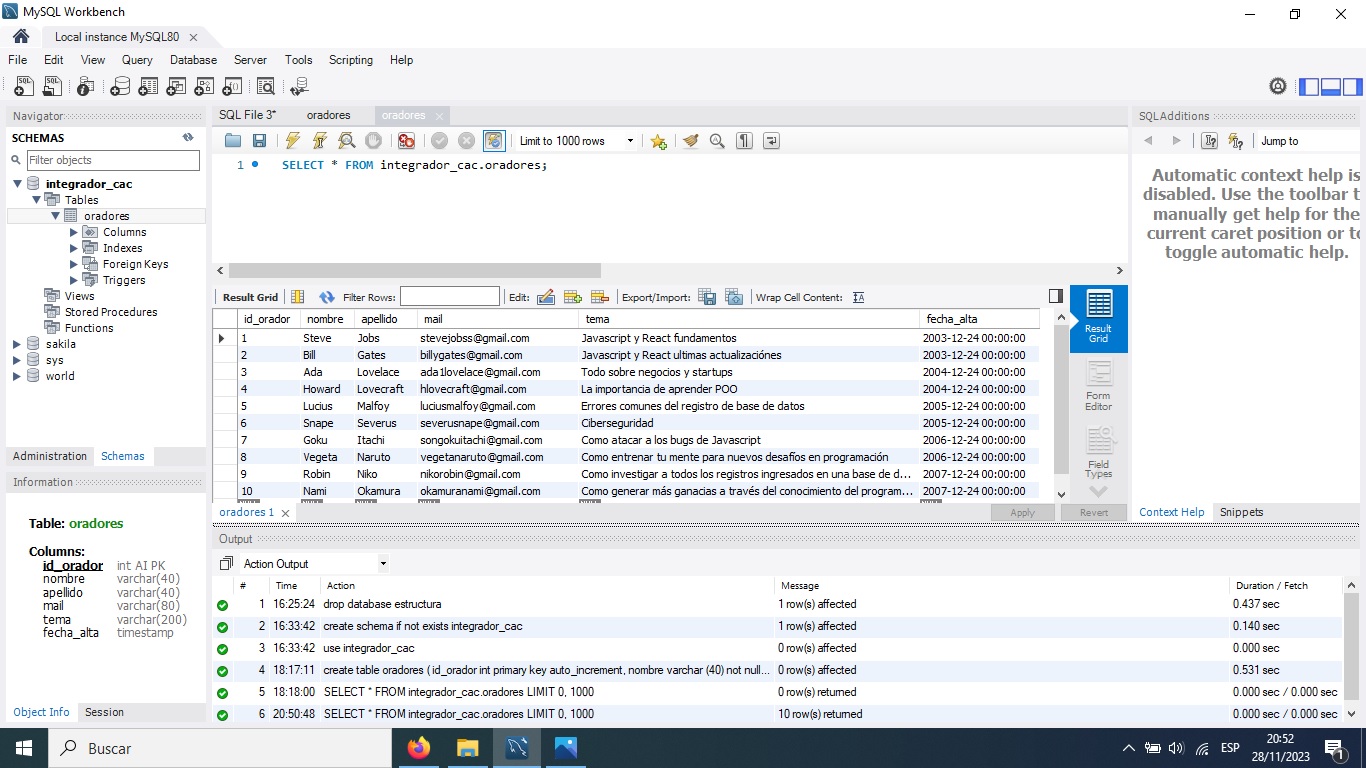 MySQL Workbench
Local instance MySQL80
File Edit View Query Database Server Tools Scripting Help
Navigator
SCHEMAS
Filter objects
integrador_cac
Tables
oradores
Columns
Indexes
Foreign Keys
Triggers
Views
Stored Procedures
Functions
sakila
sys
world
Administration Schemas
Information
Table: oradores
Columns:
id_orador int AI PK
nombre varchar(40)
apellido varchar(40)
mail varchar(80)
tema varchar(200)
fecha_alta timestamp
Object Info Session
SQL File 3* oradores oradores
Limit to 1000 rows
1 SELECT * FROM integrador_cac.oradores;
Result Grid Filter Rows: Edit: Export/Import: Wrap Cell Content:
id_orador nombre apellido mail tema fecha_alta
1 Steve Jobs stevejobss@gmail.com Javascript y React fundamentos 2003-12-24 00:00:00
2 Bill Gates billygates@gmail.com Javascript y React ultimas actualizaciónes 2003-12-24 00:00:00
3 Ada Lovelace ada1lovelace@gmail.com Todo sobre negocios y startups 2004-12-24 00:00:00
4 Howard Lovecraft hlovecraft@gmail.com La importancia de aprender POO 2004-12-24 00:00:00
5 Lucius Malfoy luciusmalfoy@gmail.com Errores comunes del registro de base de datos 2005-12-24 00:00:00
6 Snape Severus severusnape@gmail.com Ciberseguridad 2005-12-24 00:00:00
7 Goku Itachi songokuitachi@gmail.com Como atacar a los bugs de Javascript 2006-12-24 00:00:00
8 Vegeta Naruto vegetanaruto@gmail.com Como entrenar tu mente para nuevos desafíos en programación 2006-12-24 00:00:00
9 Robin Niko nikorobin@gmail.com Como investigar a todos los registros ingresados en una base de d... 2007-12-24 00:00:00
10 Nami Okamura okamuranami@gmail.com Como generar más ganacias a través del conocimiento del program... 2007-12-24 00:00:00
Result Grid
Form Editor
Field Types
oradores 1
Apply Revert
SQLAdditions
Jump to
Automatic context help is
disabled. Use the toolbar t
manually get help for the
current caret position or to
toggle automatic help.
Context Help Snippets
Output
Action Output
# Time Action Message Duration / Fetch
1 16:25:24 drop database estructura 1 row(s) affected 0.437 sec
2 16:33:42 create schema if not exists integrador_cac 1 row(s) affected 0.140 sec
3 16:33:42 use integrador_cac 0 row(s) affected 0.000 sec
4 18:17:11 create table oradores ( id_orador int primary key auto_increment, nombre varchar (40) not null... 0 row(s) affected 0.531 sec
5 18:18:00 SELECT * FROM integrador_cac.oradores LIMIT 0, 1000 0 row(s) returned 0.000 sec / 0.000 sec
6 20:50:48 SELECT * FROM integrador_cac.oradores LIMIT 0, 1000 10 row(s) returned 0.000 sec / 0.000 sec
Buscar
ESP
20:52
28/11/2023
1